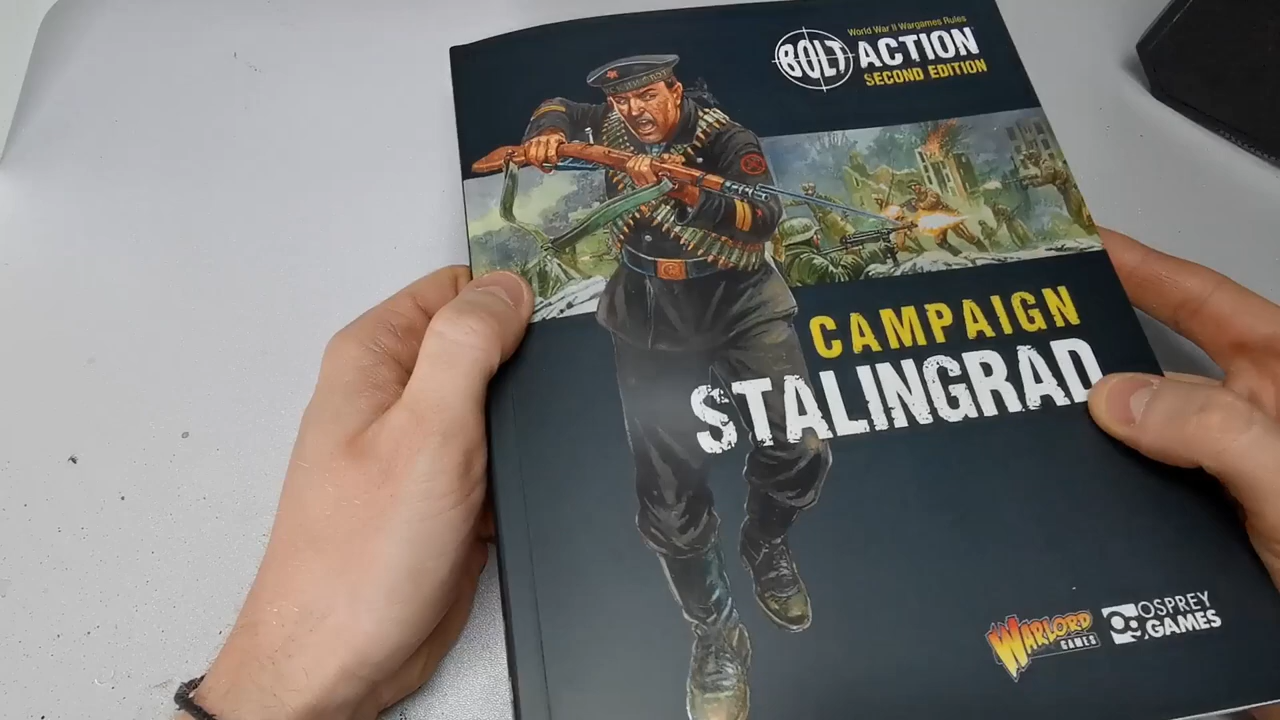 World War II Wargames Rules
BOLT ACTION
SECOND EDITION
CAMPAIGN
STALINGRAD
WARLORD
GAMES
OSPREY
GAMES